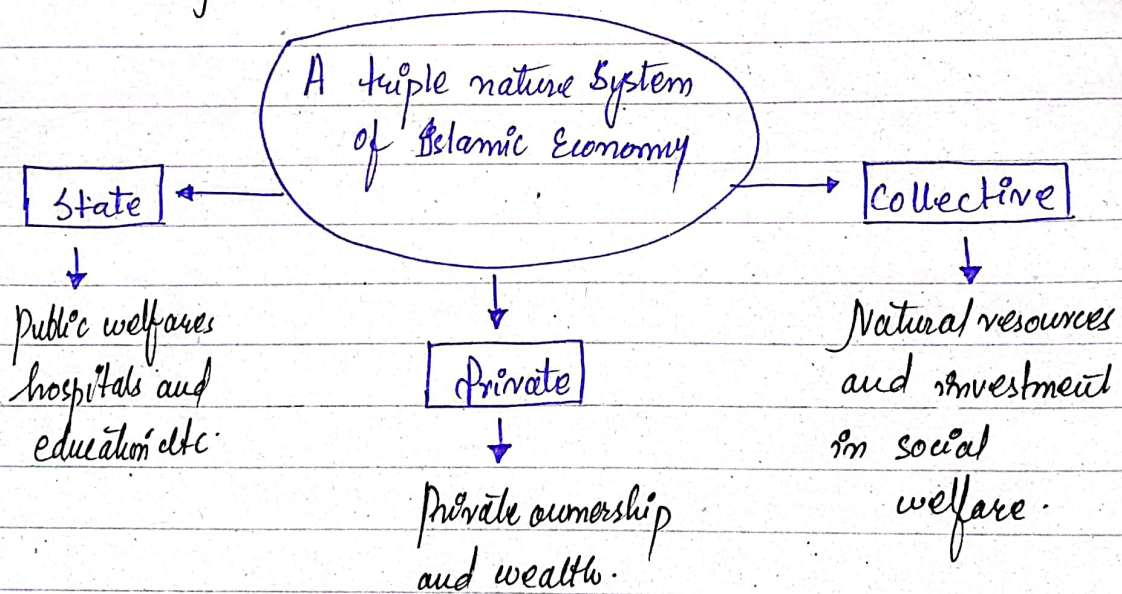 A triple nature System
of Islamic Economy
State
Collective
Public welfares
hospitals and
education etc.
Private
Private ownership
and wealth.
Natural resources
and investment
in social
welfare.